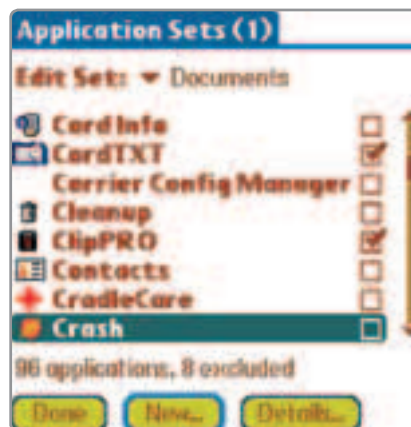 Application Sets (1)
Edit Set: Documents
Card Info
CardTXT
Carrier Config Manager
Cleanup
ClipPRO
Contacts
CradleCare
Crash
96 applications, 8 excluded
Done New... Details...